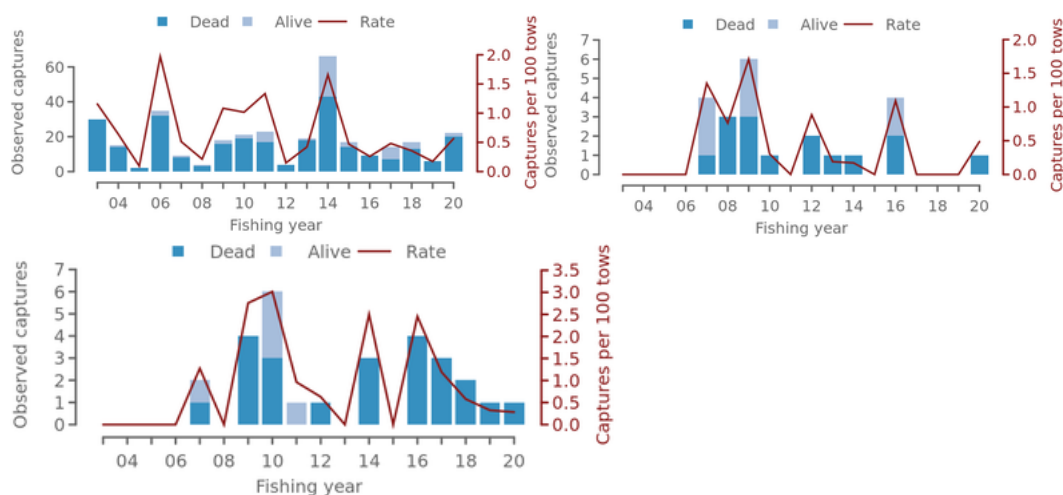 Dead Alive Rate
Observed captures
60
40
20
0
2.0
1.5
1.0
0.5
0.0
Captures per 100 tows
04 06 08 10 12 14 16 18 20
Fishing year
Dead Alive Rate
Observed captures
7
6
5
4
3
2
1
0
2.0
1.5
1.0
0.5
0.0
Captures per 100 tows
04 06 08 10 12 14 16 18 20
Fishing year
Dead Alive Rate
Observed captures
7
6
5
4
3
2
1
0
3.5
3.0
2.5
2.0
1.5
1.0
0.5
0.0
Captures per 100 tows
04 06 08 10 12 14 16 18 20
Fishing year